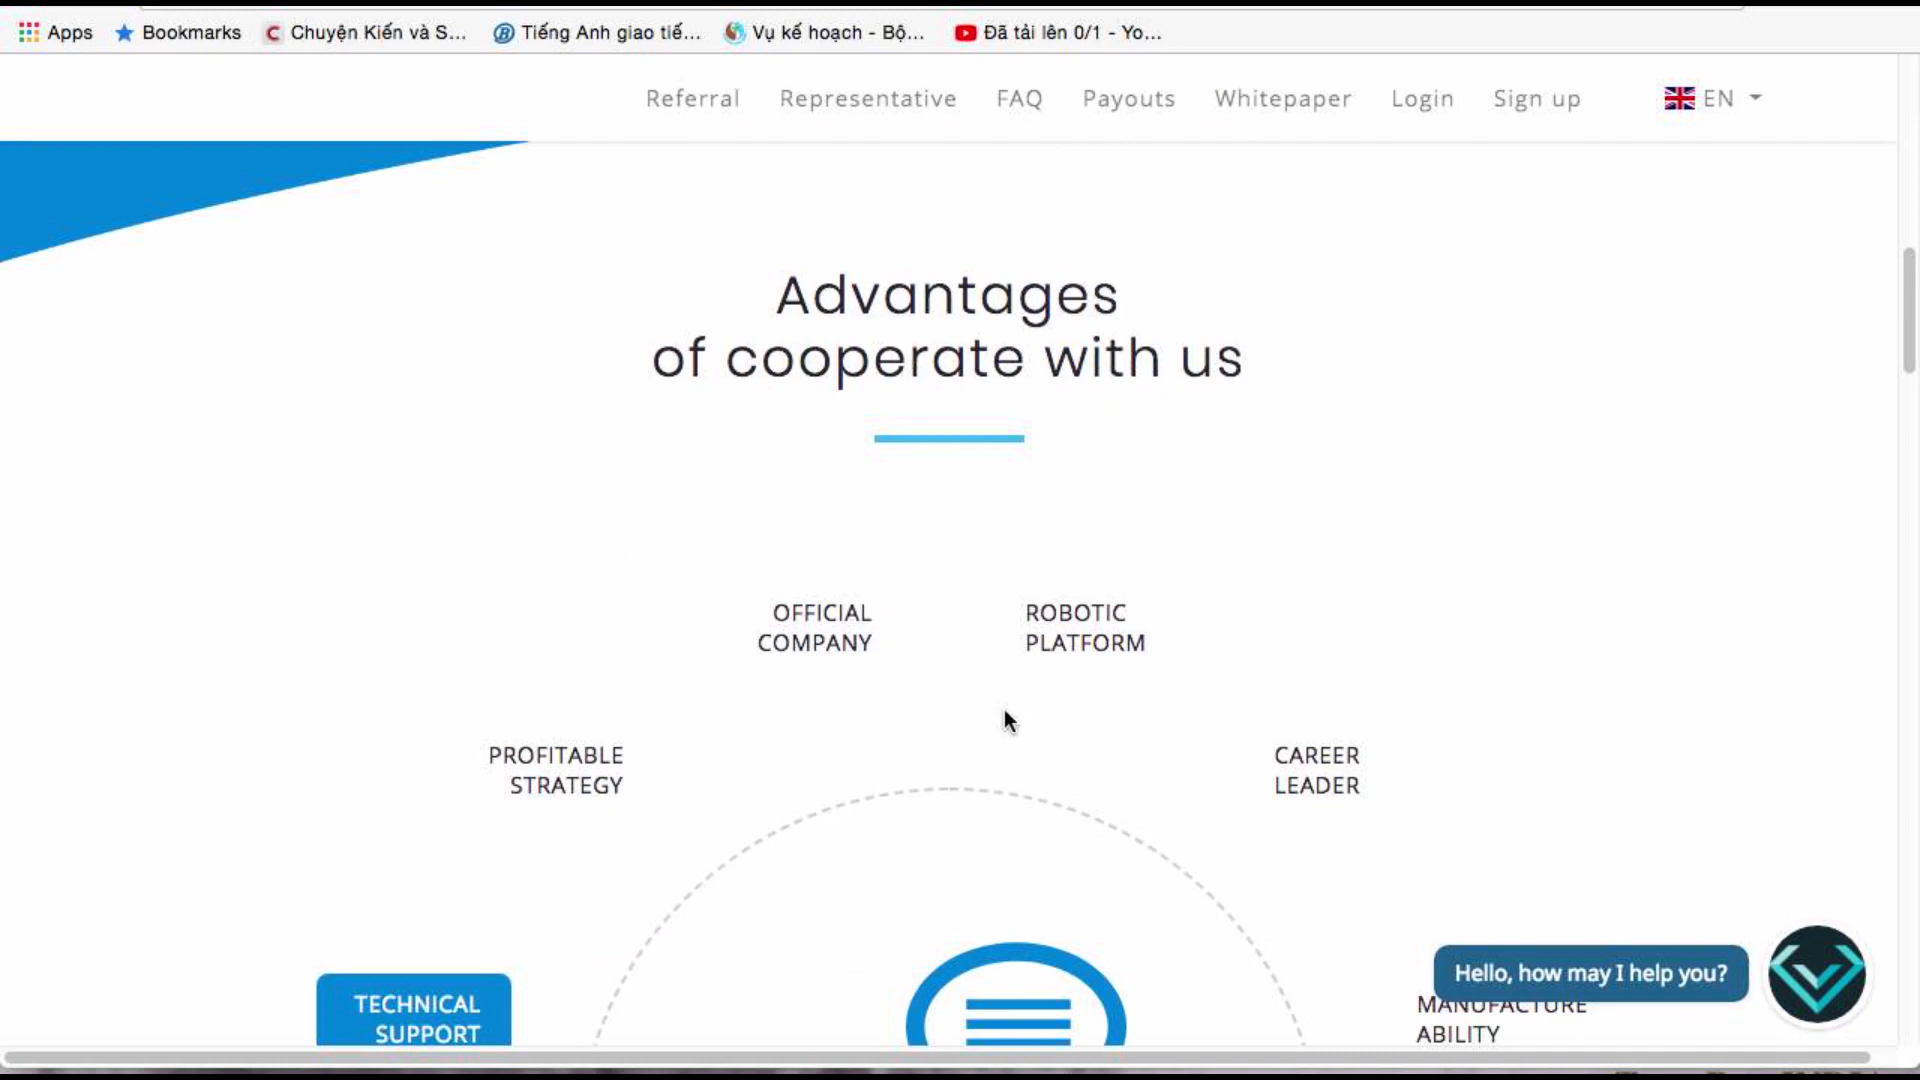 Apps Bookmarks Chuyện Kiến và S... Tiếng Anh giao tiế... Vụ kế hoạch - Bộ... Đã tải lên 0/1 - Yo...
Referral Representative FAQ Payouts Whitepaper Login Sign up EN
Advantages
of cooperate with us
OFFICIAL
COMPANY
ROBOTIC
PLATFORM
PROFITABLE
STRATEGY
CAREER
LEADER
TECHNICAL
SUPPORT
Hello, how may I help you?
MANUFACTURE
ABILITY